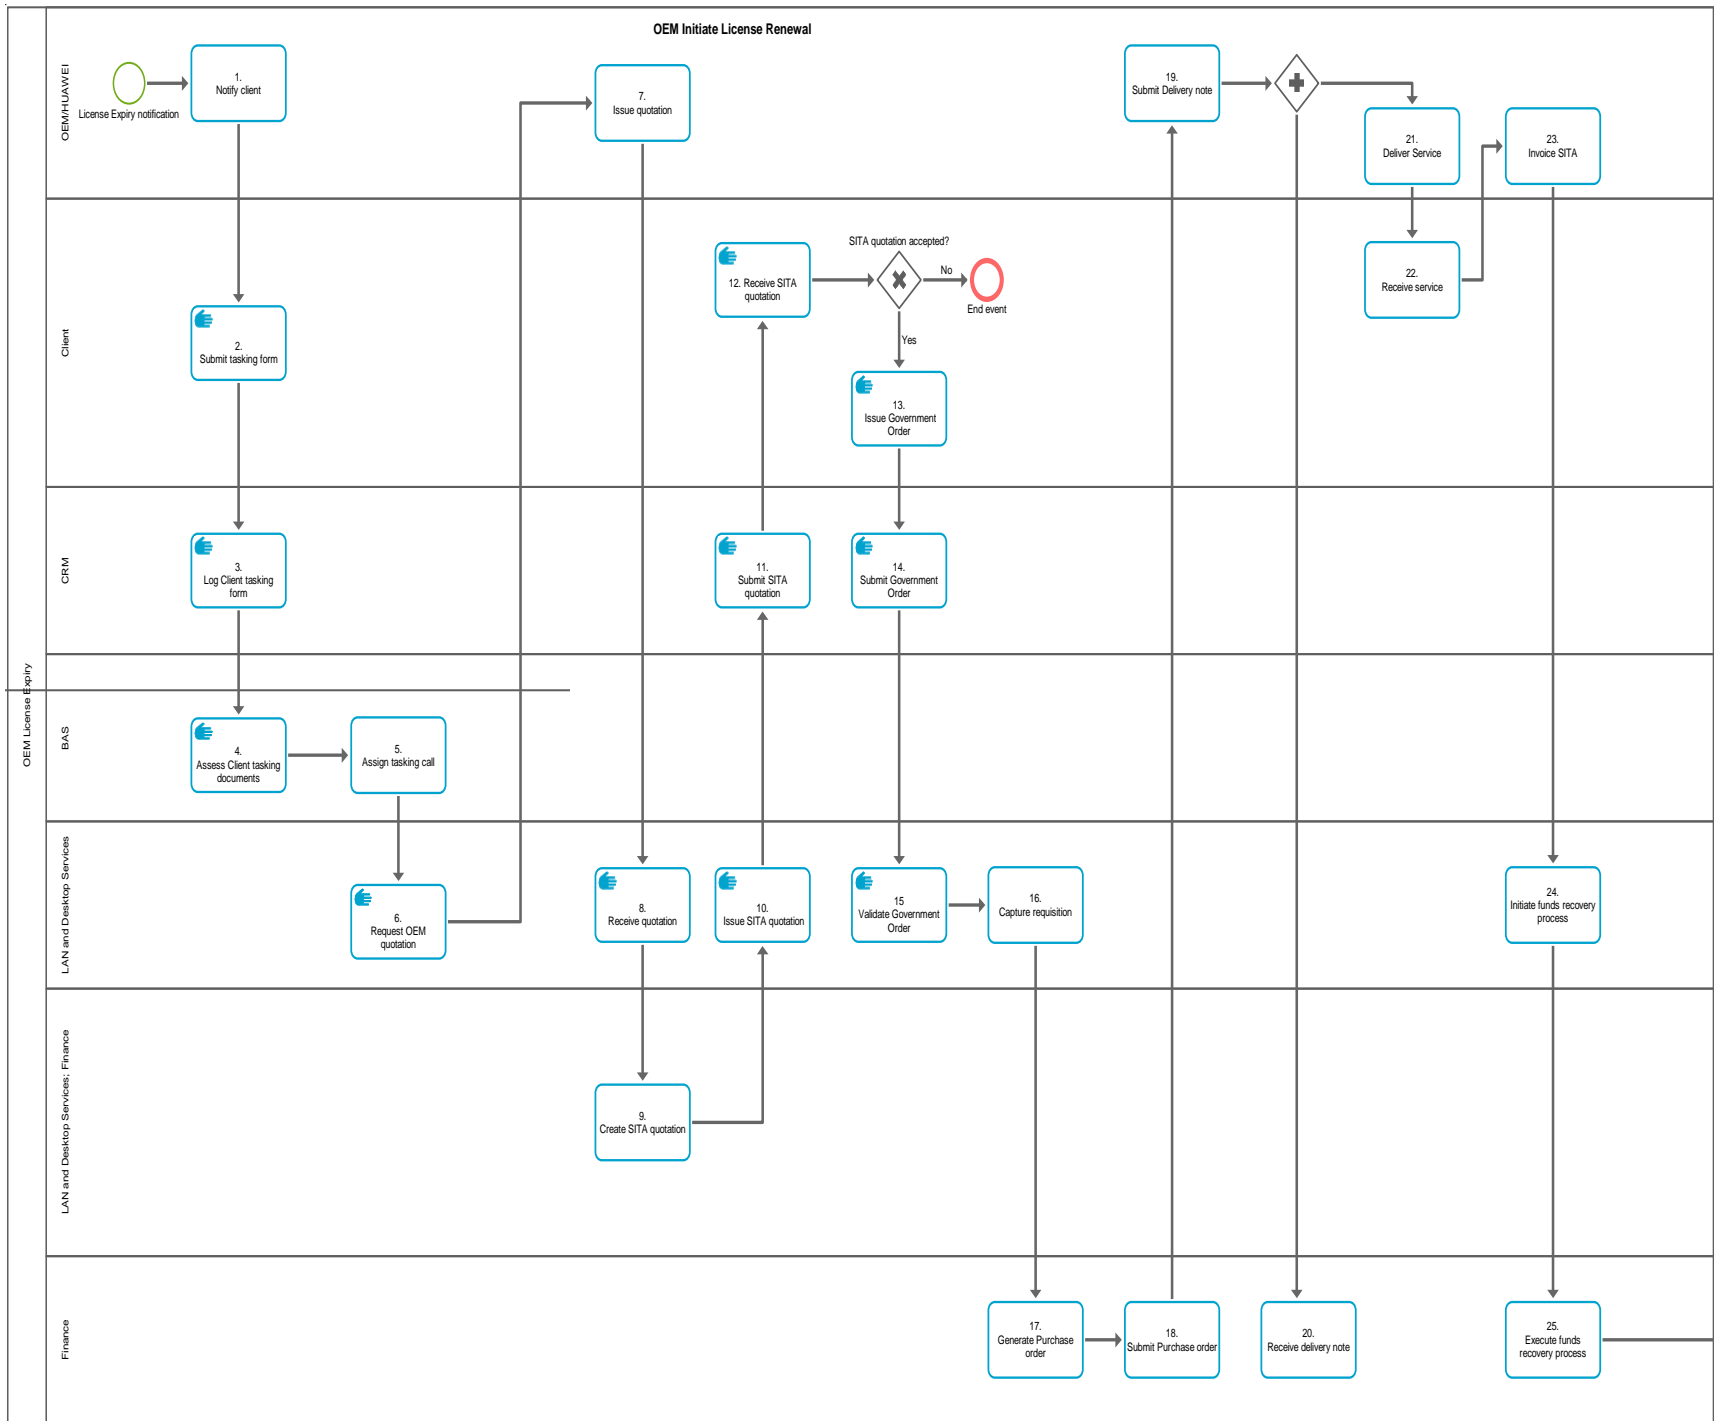 OEM Initiate License Renewal
OEM License Expiry
OEM/HUAWEI
License Expiry notification
1.
Notify client
7.
Issue quotation
19.
Submit Delivery note
21.
Deliver Service
23.
Invoice SITA
Client
2.
Submit tasking form
12. Receive SITA
quotation
SITA quotation accepted?
No
End event
Yes
13.
Issue Government
Order
22.
Receive service
CRM
3.
Log Client tasking
form
11.
Submit SITA
quotation
14.
Submit Government
Order
BAS
4.
Assess Client tasking
documents
5.
Assign tasking call
LAN and Desktop Services
6.
Request OEM
quotation
8.
Receive quotation
10.
Issue SITA quotation
15
Validate Government
Order
16.
Capture requisition
24.
Initiate funds recovery
process
LAN and Desktop Services; Finance
9.
Create SITA quotation
Finance
17.
Generate Purchase
order
18.
Submit Purchase order
20.
Receive delivery note
25.
Execute funds
recovery process